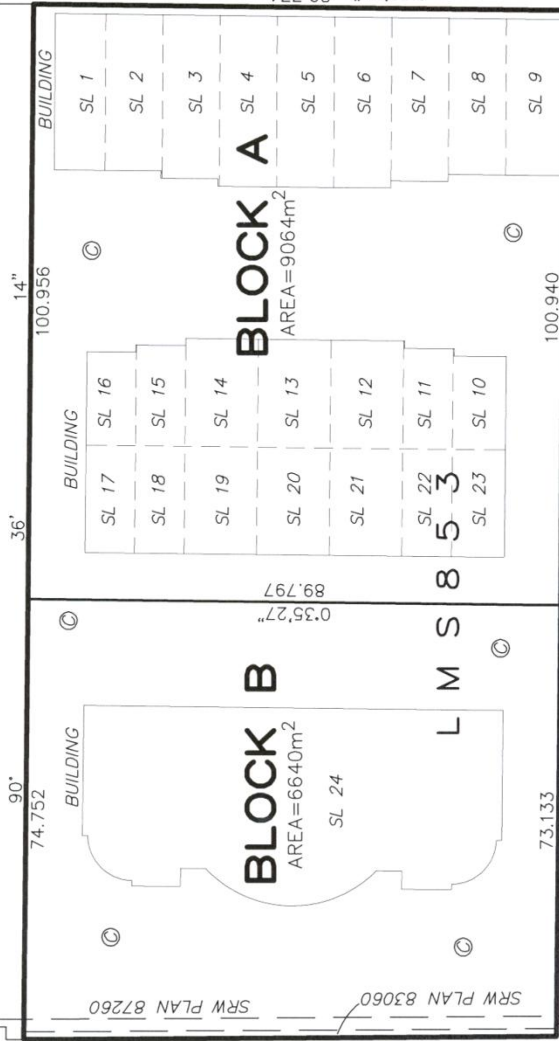 90° 36' 14"
74.752
100.956
SRW PLAN 87260
SRW PLAN 83060
©
©
BUILDING
BLOCK B
AREA=6640m²
SL 24
©
©
73.133
0°35'27"
89.797
BUILDING
SL 17
SL 16
SL 18
SL 15
SL 19
SL 14
SL 20
SL 13
SL 21
SL 12
SL 22
SL 11
SL 23
SL 10
BLOCK A
AREA=9064m²
©
©
BUILDING
SL 1
SL 2
SL 3
SL 4
SL 5
SL 6
SL 7
SL 8
SL 9
LMS 853
100.940